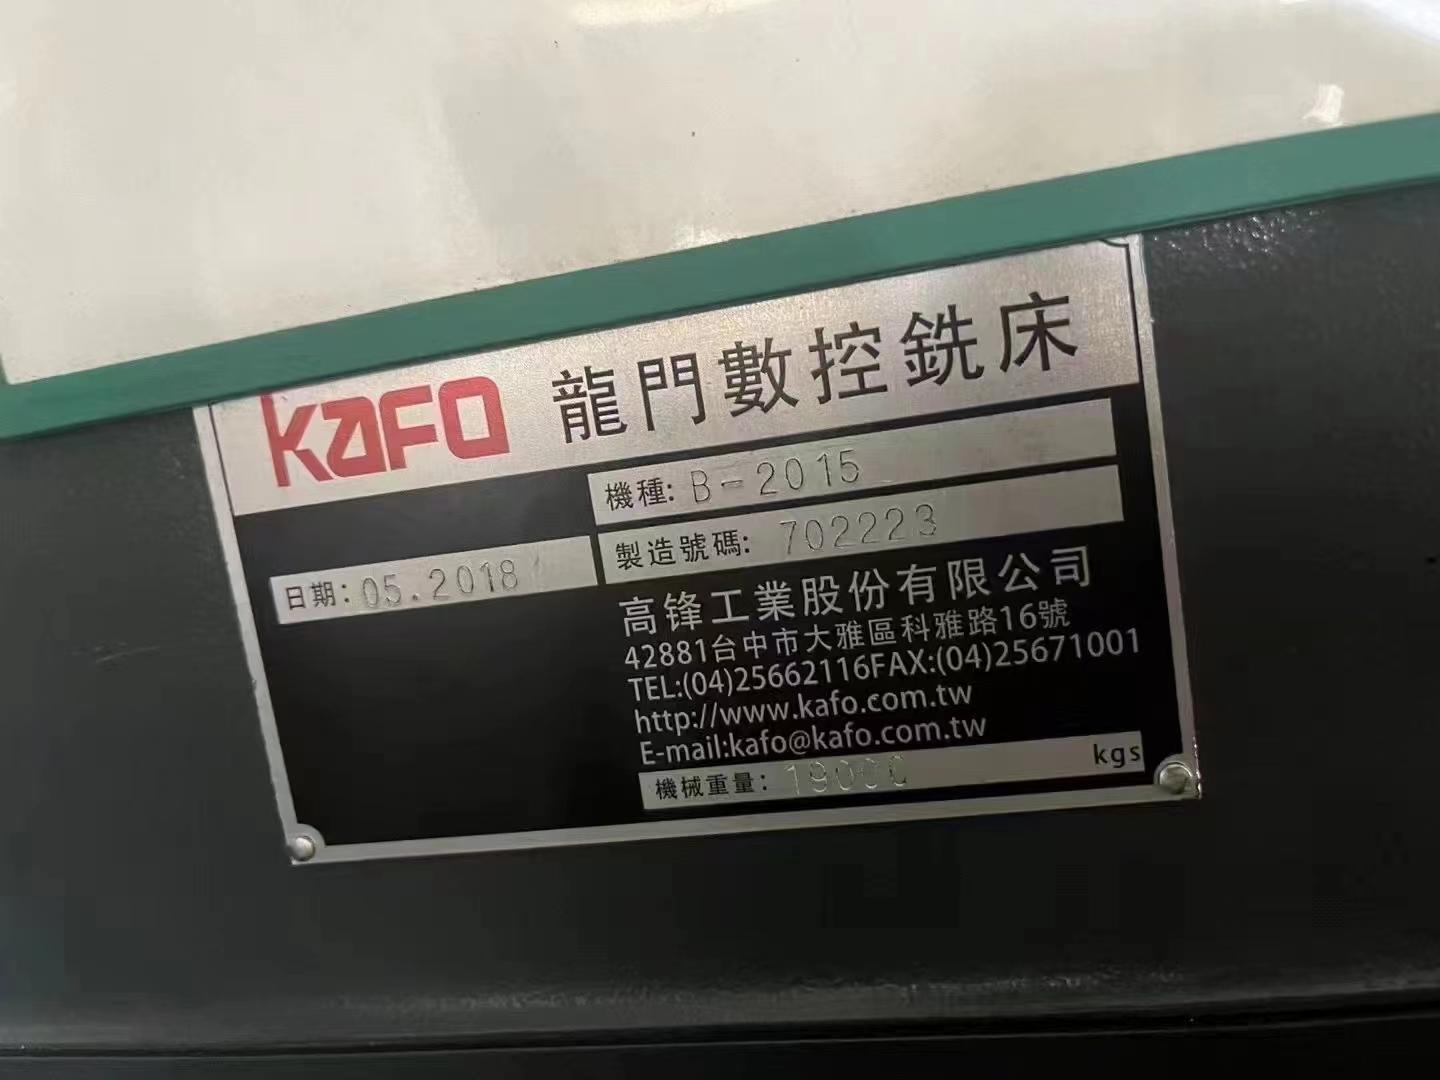 KAFO 龍門數控銑床
機種: B-2015
製造號碼: 702223
日期: 05.2018
高锋工業股份有限公司
42881台中市大雅區科雅路16號
TEL:(04)25662116FAX:(04)25671001
http://www.kafo.com.tw
E-mail:kafo@kafo.com.tw
機械重量: 19000 kgs